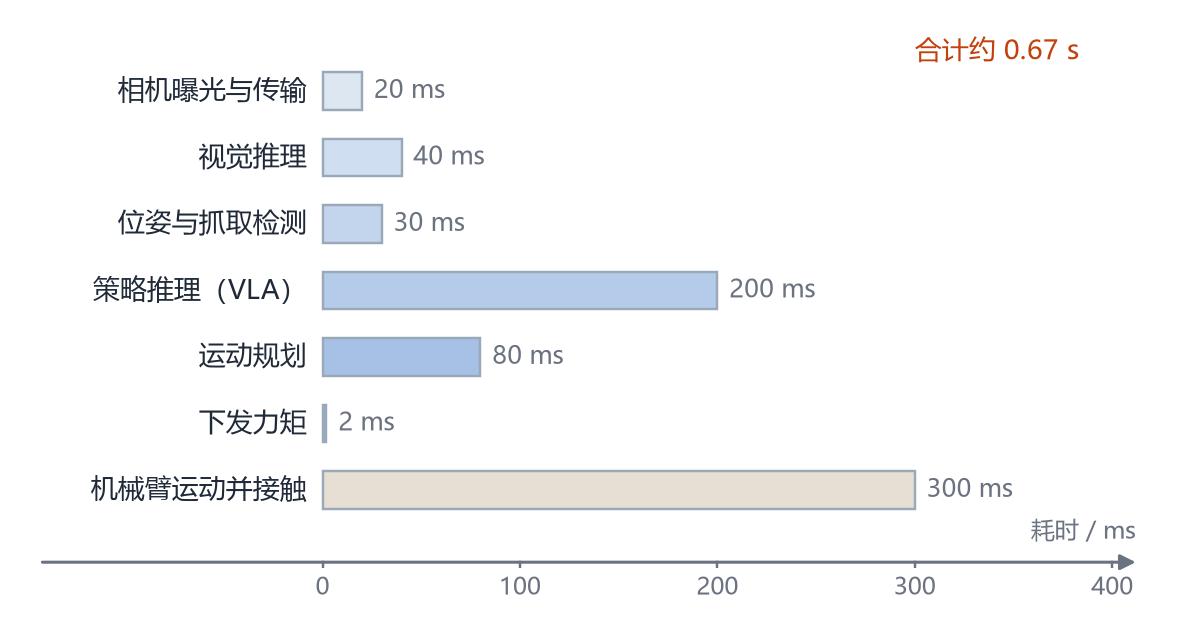 合计约 0.67 s
相机曝光与传输 20 ms
视觉推理 40 ms
位姿与抓取检测 30 ms
策略推理（VLA） 200 ms
运动规划 80 ms
下发力矩 2 ms
机械臂运动并接触 300 ms
耗时 / ms
0 100 200 300 400